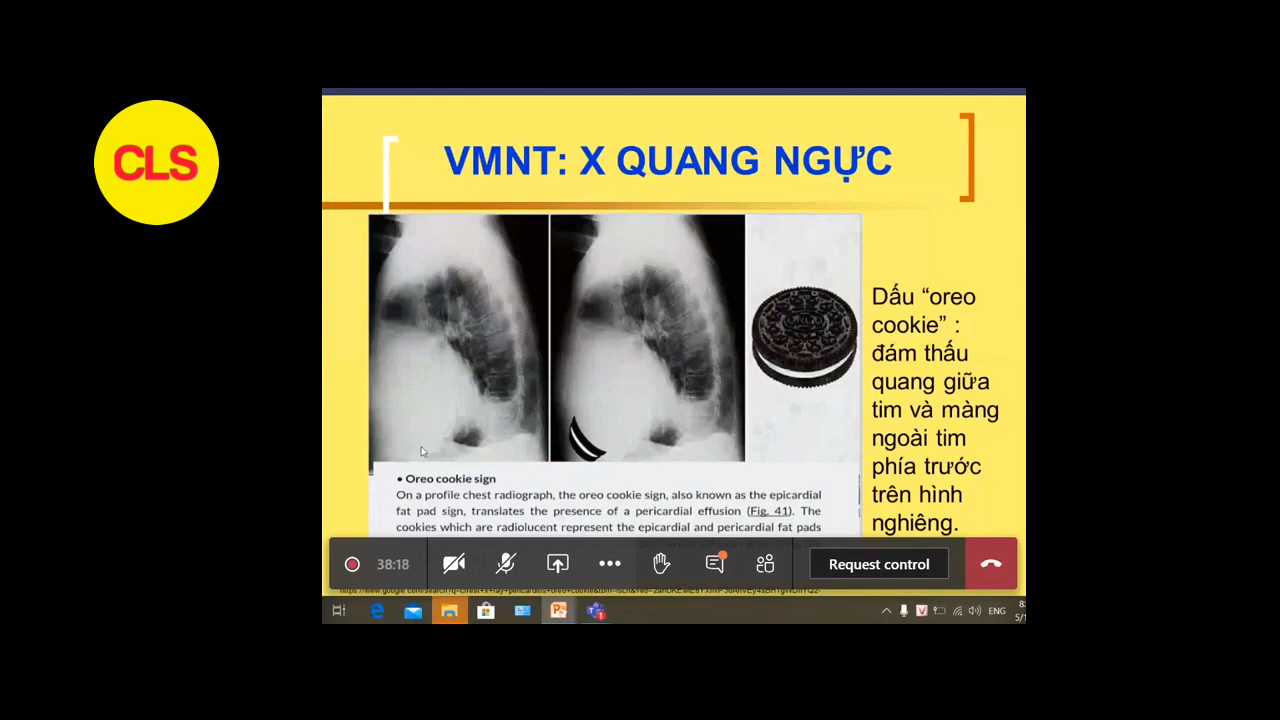 CLS
VMNT: X QUANG NGỰC
Dấu “oreo
cookie” :
đám thấu
quang giữa
tim và màng
ngoài tim
phía trước
trên hình
nghiêng.
• Oreo cookie sign
On a profile chest radiograph, the oreo cookie sign, also known as the epicardial
fat pad sign, translates the presence of a pericardial effusion (Fig. 41). The
cookies which are radiolucent represent the epicardial and pericardial fat pads
38:18
Request control
ENG